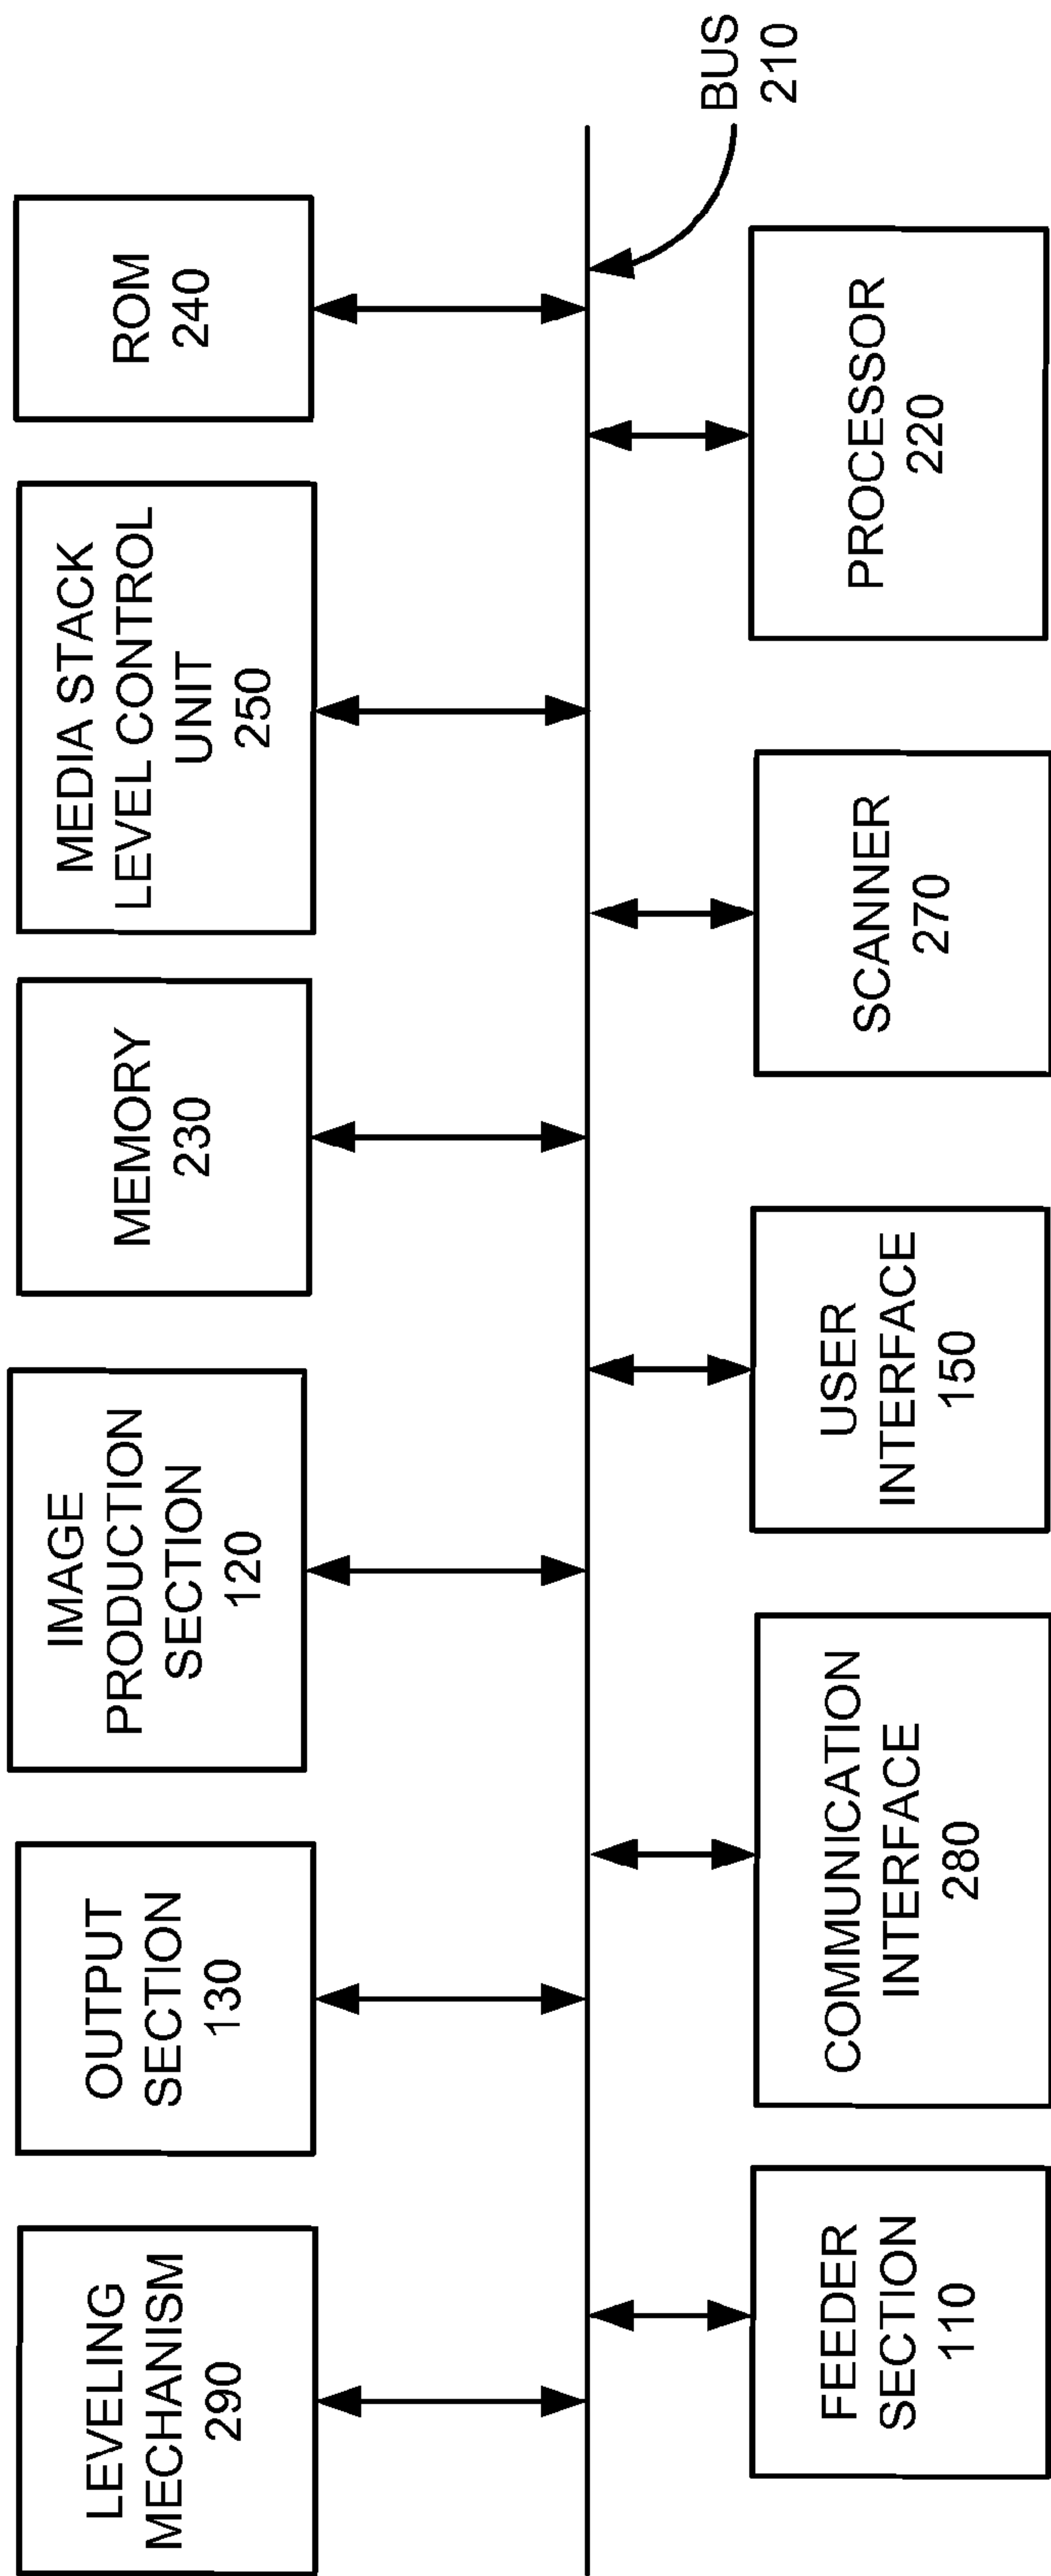 LEVELING
MECHANISM
290
OUTPUT
SECTION
130
IMAGE
PRODUCTION
SECTION
120
MEMORY
230
MEDIA STACK
LEVEL CONTROL
UNIT
250
ROM
240
BUS
210
FEEDER
SECTION
110
COMMUNICATION
INTERFACE
280
USER
INTERFACE
150
SCANNER
270
PROCESSOR
220